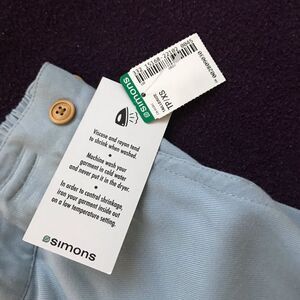 simons
TP/XS
Viscose and rayon tend
to shrink when washed.
Machine wash your
garment in cold water
and never put it in the dryer.
In order to control shrinkage,
iron your garment inside out
on a low temperature setting.
simons